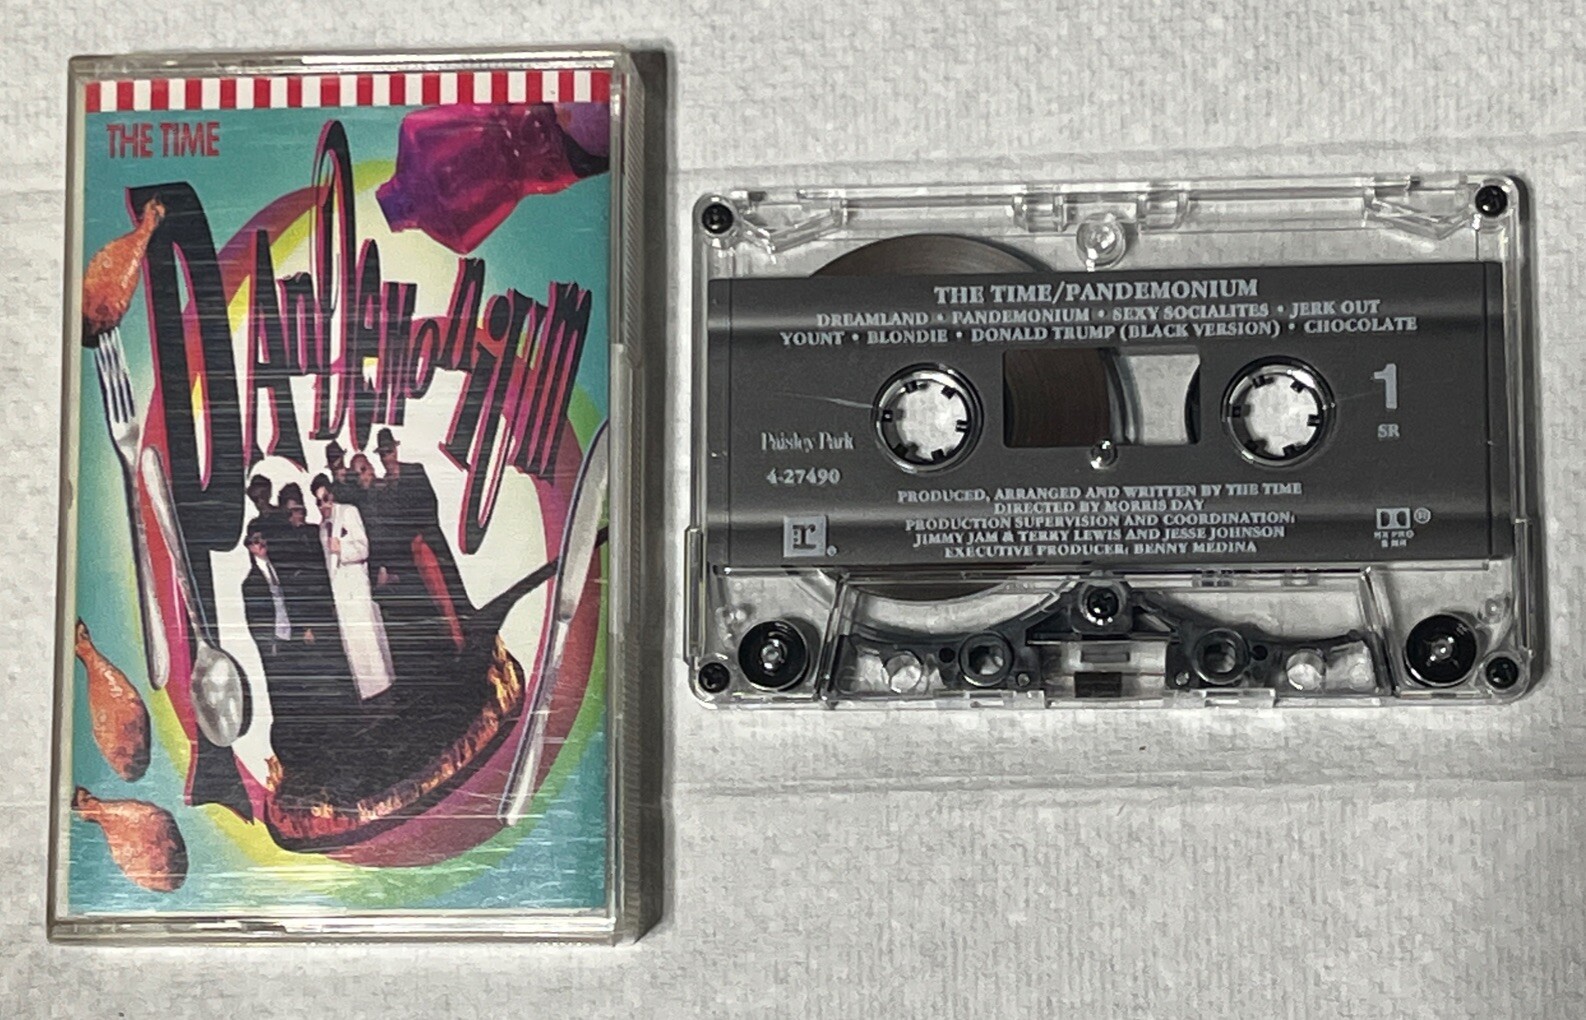 THE TIME
PANDEMONIUM
THE TIME/PANDEMONIUM
DREAMLAND • PANDEMONIUM • SEXY SOCIALITES • JERK OUT
YOUNT • BLONDIE • DONALD TRUMP (BLACK VERSION) • CHOCOLATE
1
SR
Paisley Park
4-27490
PRODUCED, ARRANGED AND WRITTEN BY THE TIME
DIRECTED BY MORRIS DAY
PRODUCTION SUPERVISION AND COORDINATION:
JIMMY JAM & TERRY LEWIS AND JESSE JOHNSON
EXECUTIVE PRODUCER: BENNY MEDINA
r®
HX PRO